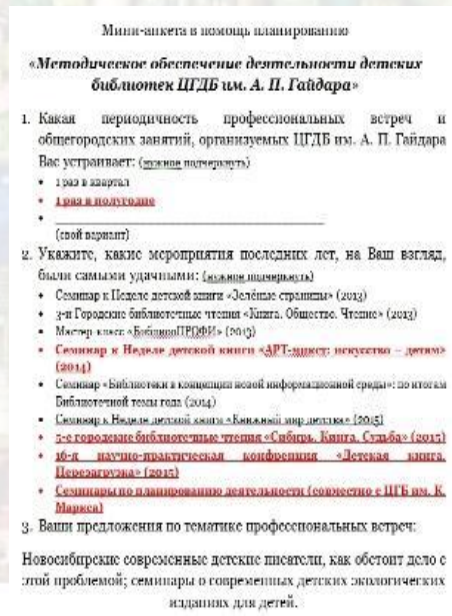 Мини-анкета в помощь планированию
«Методическое обеспечение деятельности детских
библиотек ЦГДБ им. А. П. Гайдара»
1. Какая периодичность профессиональных встреч и
общегородских занятий, организуемых ЦГДБ им. А. П. Гайдара
Вас устраивает: (нужное подчеркнуть)
• 1 раз в квартал
• 1 раз в полугодие
•
(свой вариант)
2. Укажите, какие мероприятия последних лет, на Ваш взгляд,
были самыми удачными: (нужное подчеркнуть)
• Семинар к Неделе детской книги «Зелёные страницы» (2013)
• 3-и Городские библиотечные чтения «Книга. Общество. Чтение» (2013)
• Мастер-класс «БиблиоПРОФИ» (2013)
• Семинар к Неделе детской книги «АРТ-микст: искусство – детям»
(2014)
• Семинар «Библиотеки в концепции новой информационной среды»: по итогам
Библиотечной темы года (2014)
• Семинар к Неделе детской книги «Книжный мир детства» (2015)
• 5-е городские библиотечные чтения «Сибирь. Книга. Судьба» (2015)
• 16-я научно-практическая конференция «Детская книга.
Перезагрузка» (2015)
• Семинары по планированию деятельности (совместно с ЦГБ им. К.
Маркса)
3. Ваши предложения по тематике профессиональных встреч:
Новосибирские современные детские писатели, как обстоит дело с
этой проблемой; семинары о современных детских экологических
изданиях для детей.